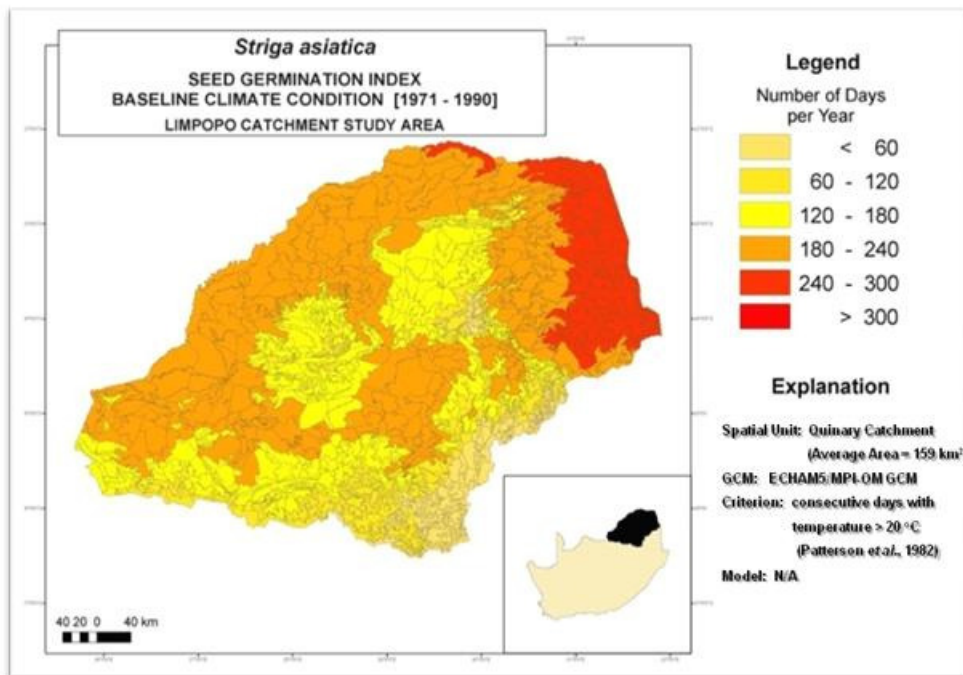 Striga asiatica
SEED GERMINATION INDEX
BASELINE CLIMATE CONDITION [1971 - 1990]
LIMPOPO CATCHMENT STUDY AREA
Legend
Number of Days
per Year
< 60
60 - 120
120 - 180
180 - 240
240 - 300
> 300
Explanation
Spatial Unit: Quinary Catchment
(Average Area = 159 km²
GCM: ECHAM5/MPI-OM GCM
Criterion: consecutive days with
temperature > 20 °C
(Patterson et al., 1982)
Model: N/A
40 20 0 40 km